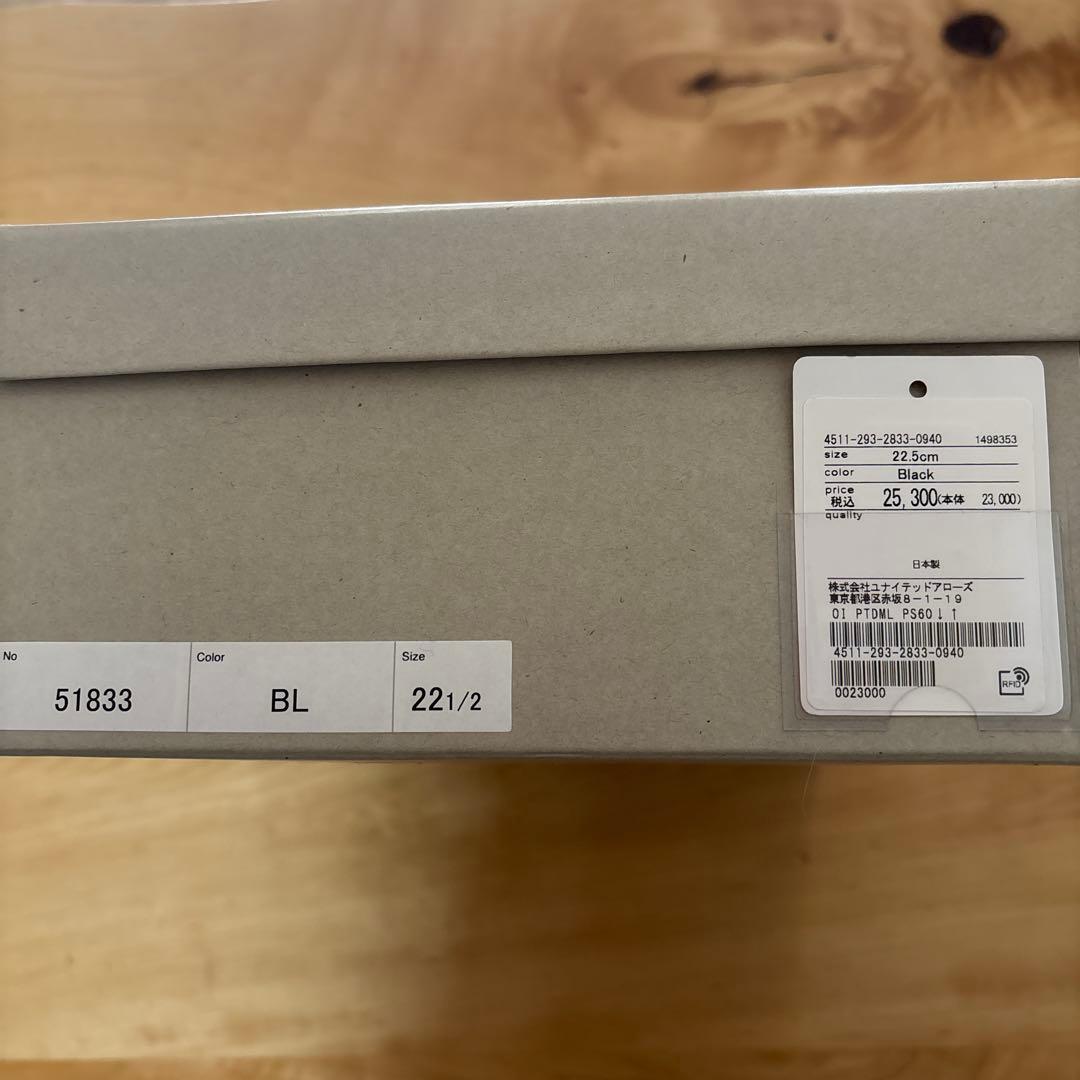 4511-293-2833-0940 1498353
size 22.5cm
color Black
price
税込 25,300(本体 23,000)
quality
日本製
株式会社ユナイテッドアローズ
東京都港区赤坂8-1-19
OI PTDML PS60↓↑
4511-293-2833-0940
0023000
RFID
No Color Size
51833 BL 22 1/2